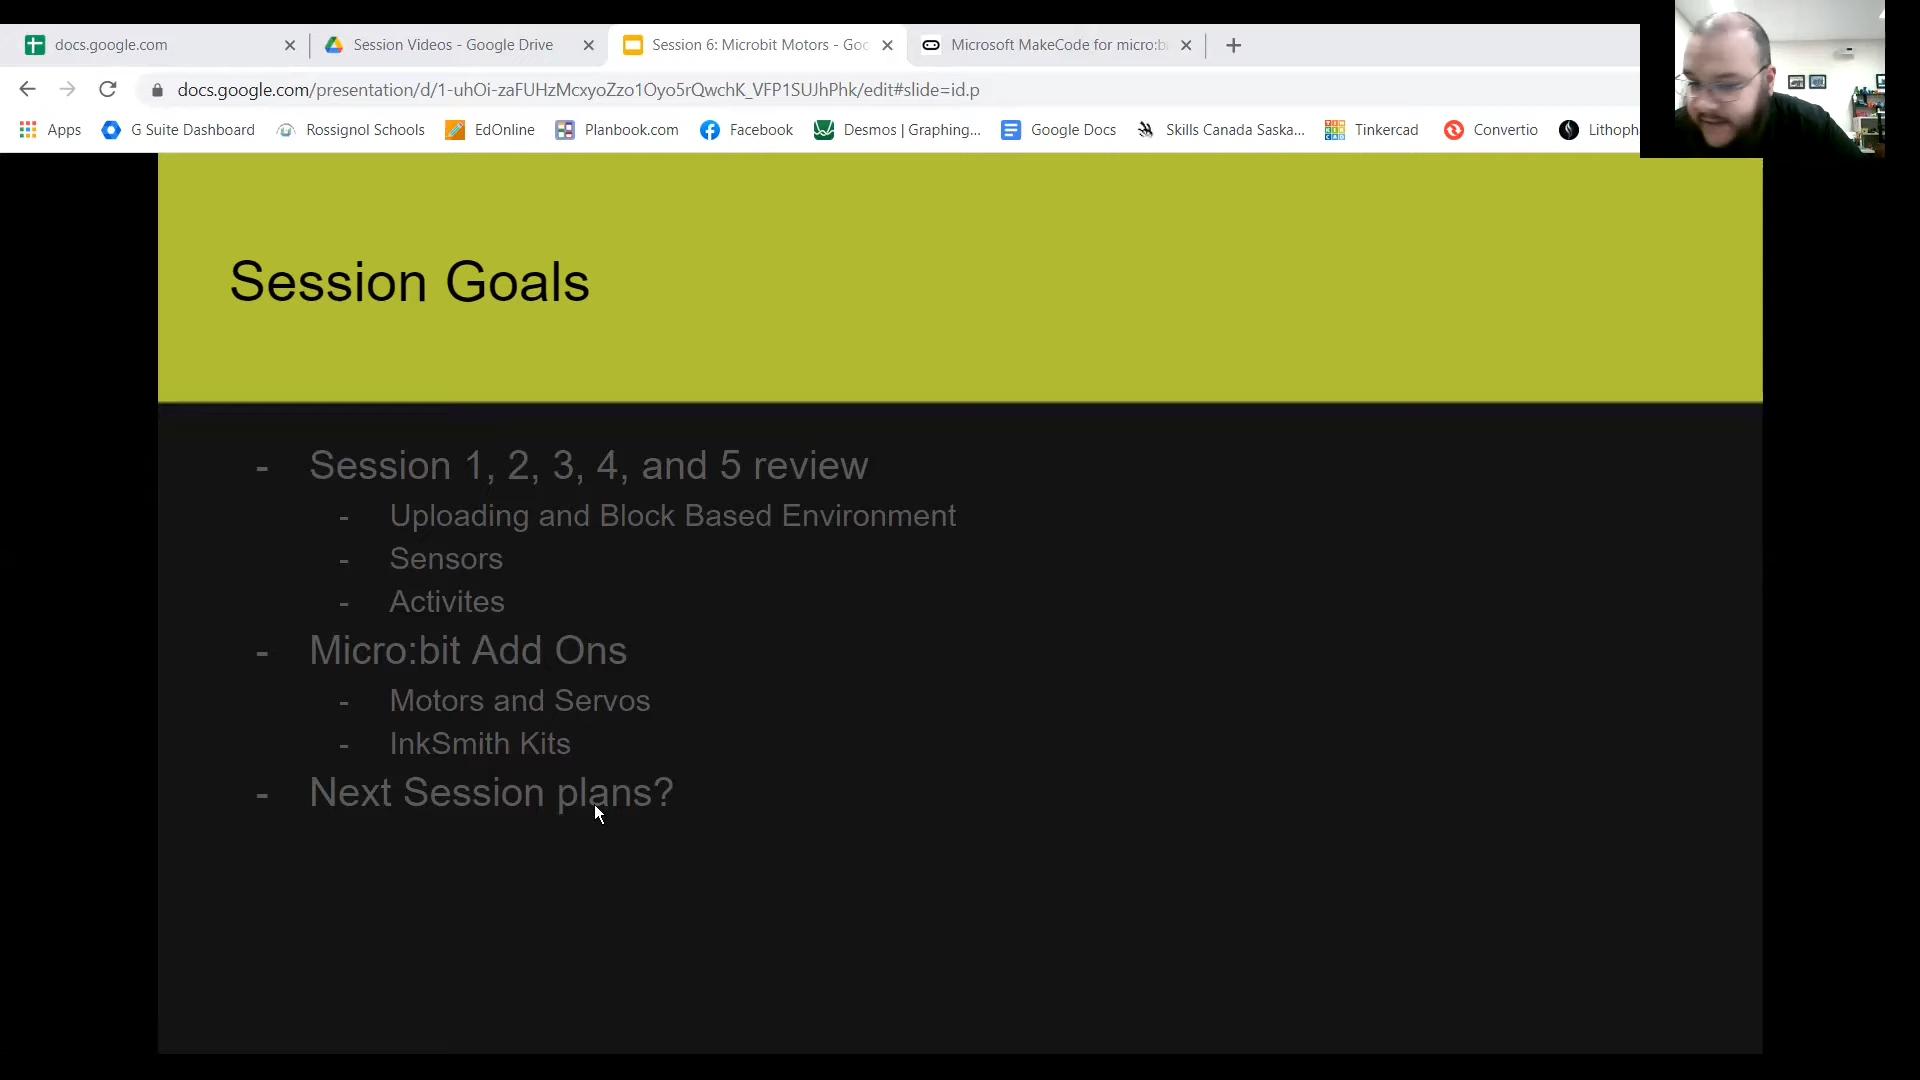 docs.google.com
Session Videos - Google Drive
Session 6: Microbit Motors - Goo
Microsoft MakeCode for micro:b
docs.google.com/presentation/d/1-uhOi-zaFUHzMcxyoZzo1Oyo5rQwchK_VFP1SUJhPhk/edit#slide=id.p
Apps
G Suite Dashboard
Rossignol Schools
EdOnline
Planbook.com
Facebook
Desmos | Graphing...
Google Docs
Skills Canada Saska...
Tinkercad
Convertio
Lithoph
Session Goals
- Session 1, 2, 3, 4, and 5 review
- Uploading and Block Based Environment
- Sensors
- Activites
- Micro:bit Add Ons
- Motors and Servos
- InkSmith Kits
- Next Session plans?